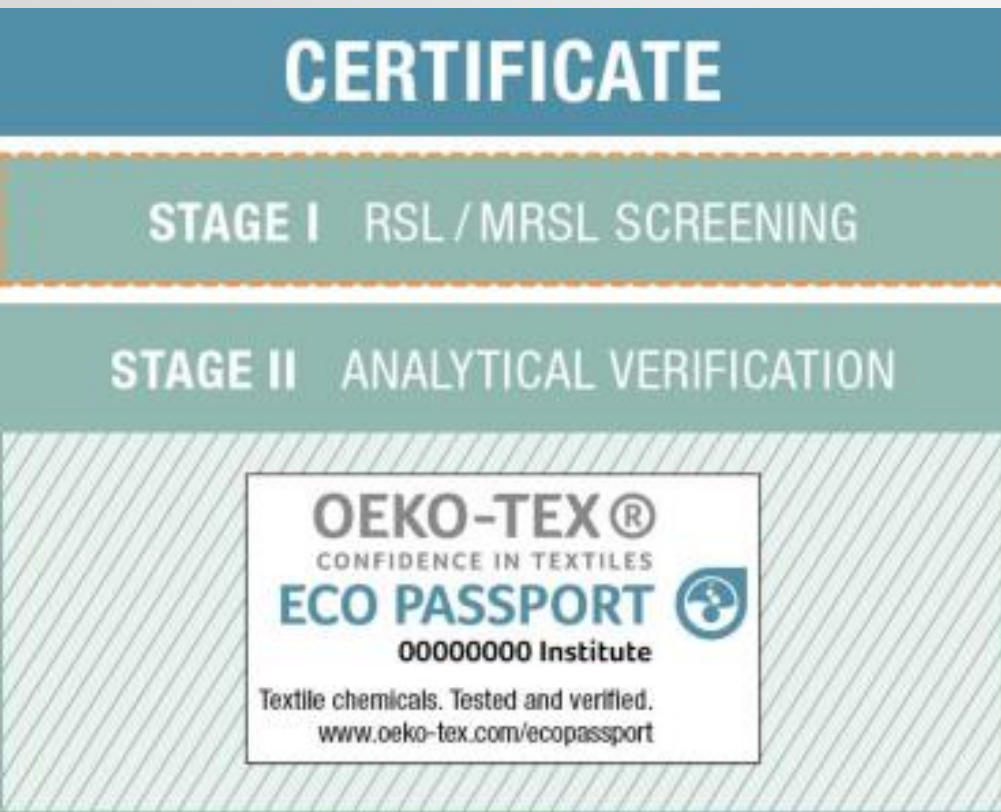 CERTIFICATE
STAGE I RSL / MRSL SCREENING
STAGE II ANALYTICAL VERIFICATION
OEKO-TEX ®
CONFIDENCE IN TEXTILES
ECO PASSPORT
00000000 Institute
Textile chemicals. Tested and verified.
www.oeko-tex.com/ecopassport